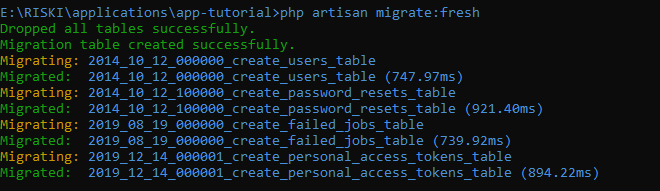 E:\RISKI\applications\app-tutorial>php artisan migrate:fresh
Dropped all tables successfully.
Migration table created successfully.
Migrating: 2014_10_12_000000_create_users_table
Migrated:  2014_10_12_000000_create_users_table (747.97ms)
Migrating: 2014_10_12_100000_create_password_resets_table
Migrated:  2014_10_12_100000_create_password_resets_table (921.40ms)
Migrating: 2019_08_19_000000_create_failed_jobs_table
Migrated:  2019_08_19_000000_create_failed_jobs_table (739.92ms)
Migrating: 2019_12_14_000001_create_personal_access_tokens_table
Migrated:  2019_12_14_000001_create_personal_access_tokens_table (894.22ms)